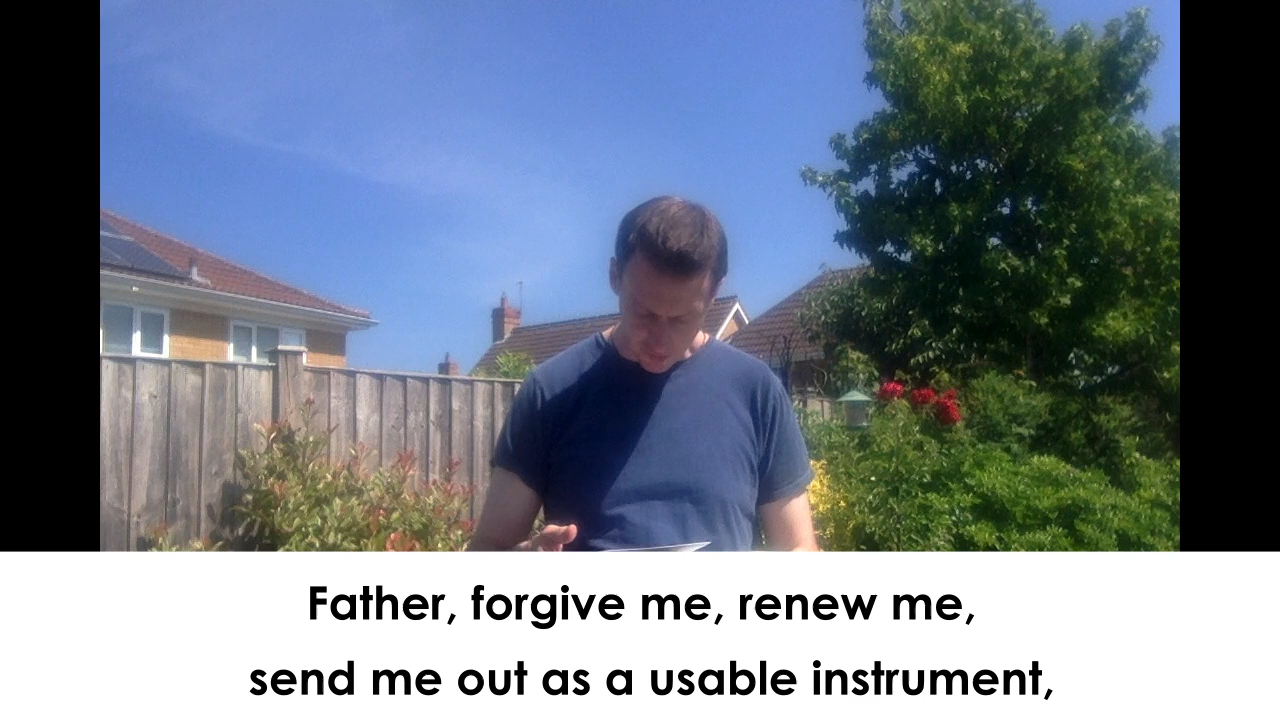 Father, forgive me, renew me,
send me out as a usable instrument,